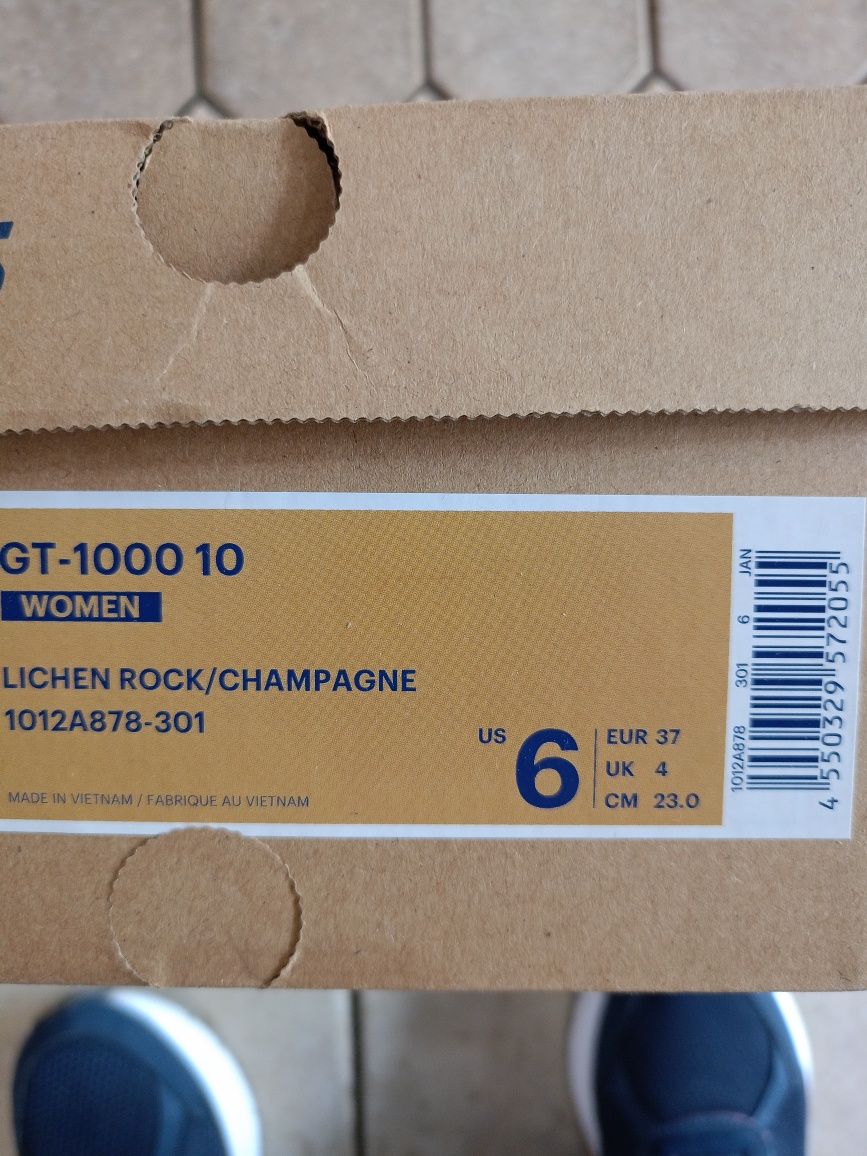 GT-1000 10
WOMEN
LICHEN ROCK/CHAMPAGNE
1012A878-301
MADE IN VIETNAM / FABRIQUE AU VIETNAM
US 6
EUR 37
UK 4
CM 23.0
1012A878 301 6 JAN
4 550329 572055